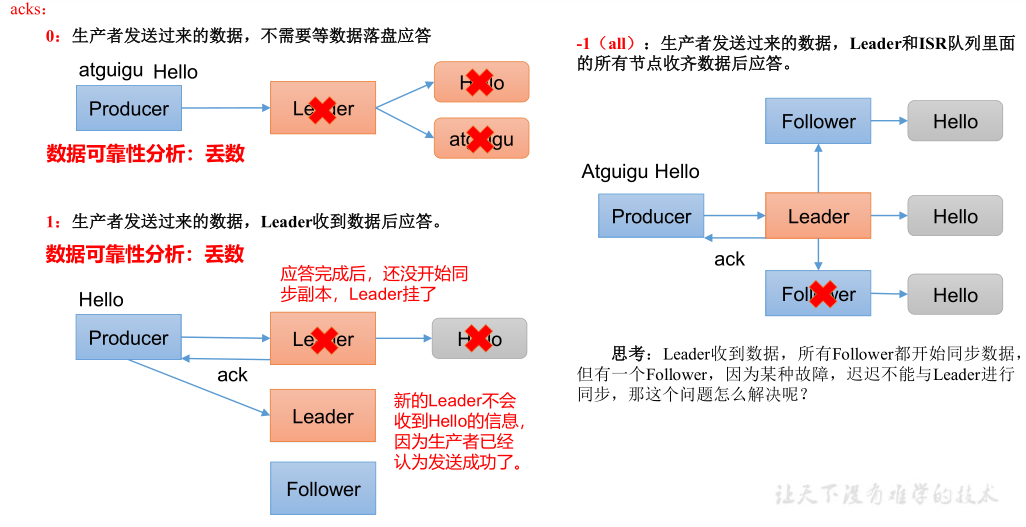 acks：
0：生产者发送过来的数据，不需要等数据落盘应答
atguigu Hello
Producer
Leader
Hello
atguigu
数据可靠性分析：丢数
1：生产者发送过来的数据，Leader收到数据后应答。
数据可靠性分析：丢数
应答完成后，还没开始同
步副本，Leader挂了
Hello
Producer
Leader
Hello
ack
Leader
新的Leader不会
收到Hello的信息，
因为生产者已经
认为发送成功了。
Follower
-1（all）：生产者发送过来的数据，Leader和ISR队列里面
的所有节点收齐数据后应答。
Follower
Hello
Atguigu Hello
Producer
Leader
Hello
ack
Follower
Hello
思考：Leader收到数据，所有Follower都开始同步数据，
但有一个Follower，因为某种故障，迟迟不能与Leader进行
同步，那这个问题怎么解决呢？
让天下没有难学的技术